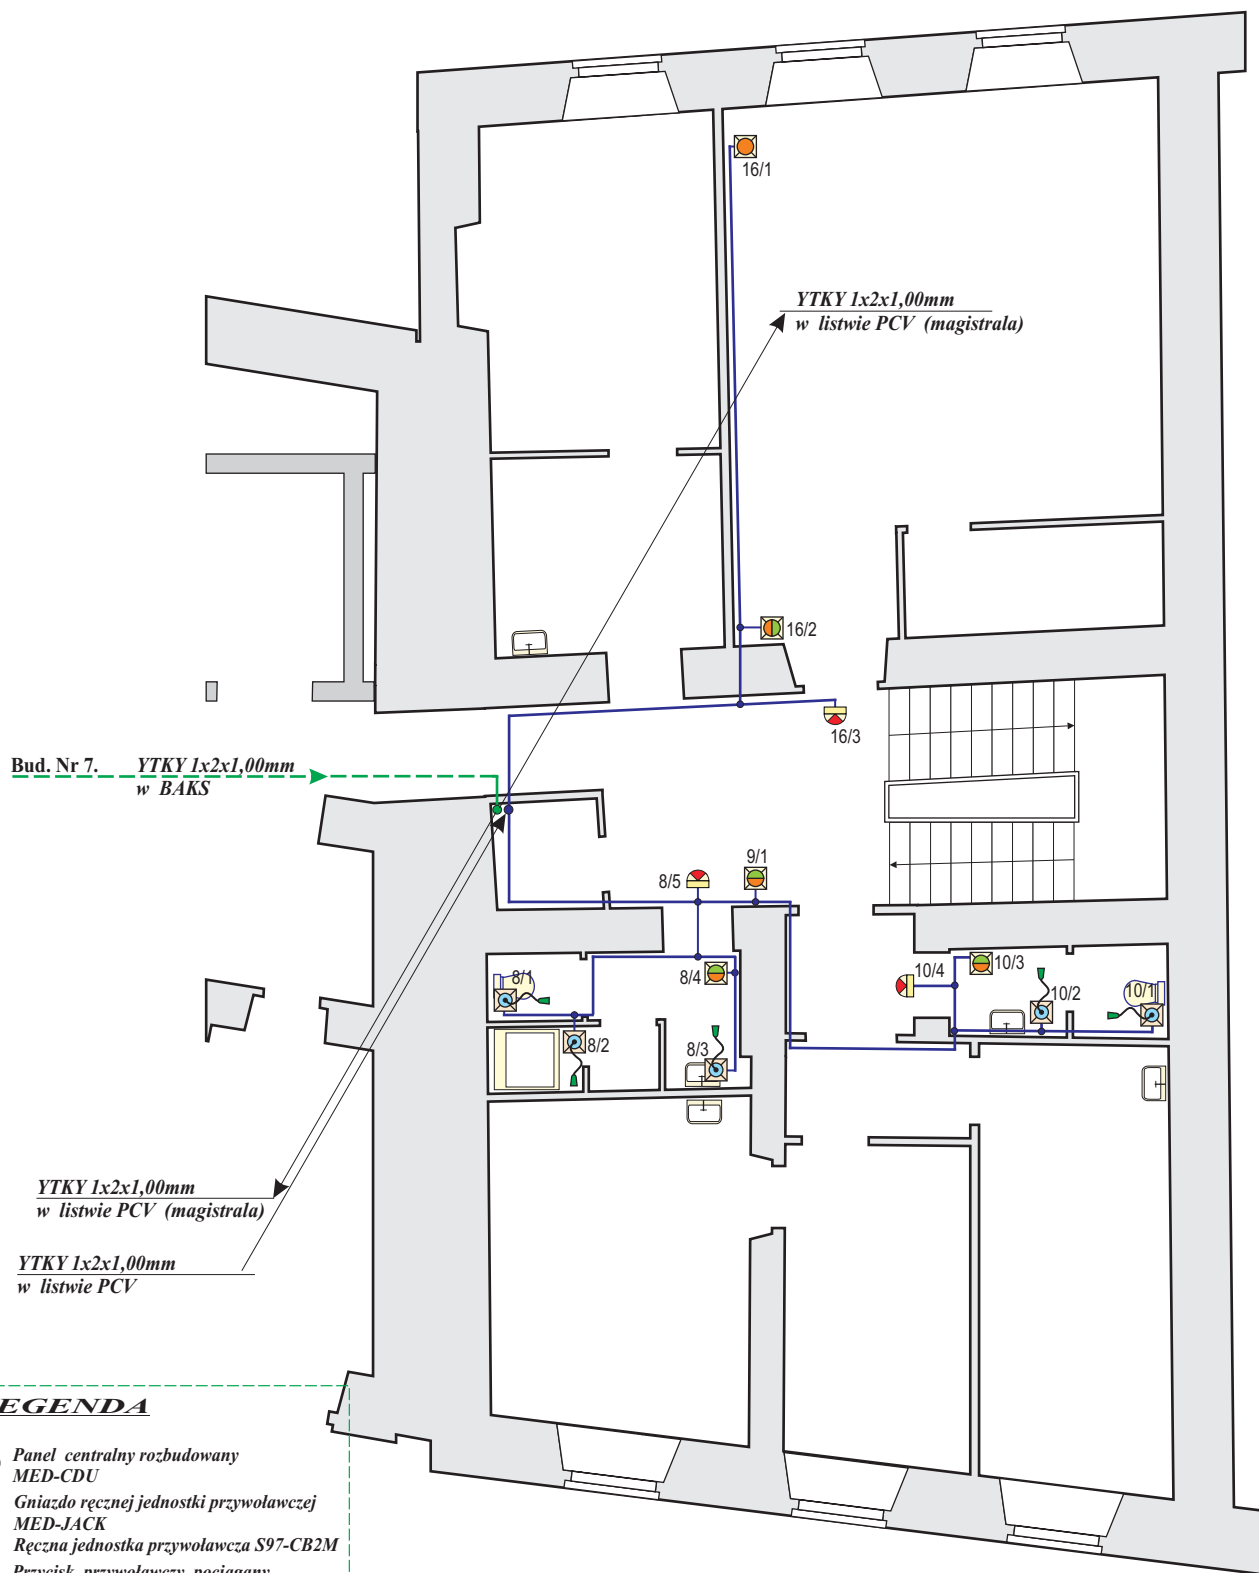 16/1
YTKY 1x2x1,00mm
w listwie PCV (magistrala)
16/2
16/3
Bud. Nr 7. YTKY 1x2x1,00mm
w BAKS
9/1
8/5
8/1
8/4
10/4
10/3
10/2
10/1
8/2
8/3
YTKY 1x2x1,00mm
w listwie PCV (magistrala)
YTKY 1x2x1,00mm
w listwie PCV
EGENDA
Panel centralny rozbudowany
MED-CDU
Gniazdo ręcznej jednostki przywoławczej
MED-JACK
Ręczna jednostka przywoławcza S97-CB2M
Przycisk przywoławczy pociągany